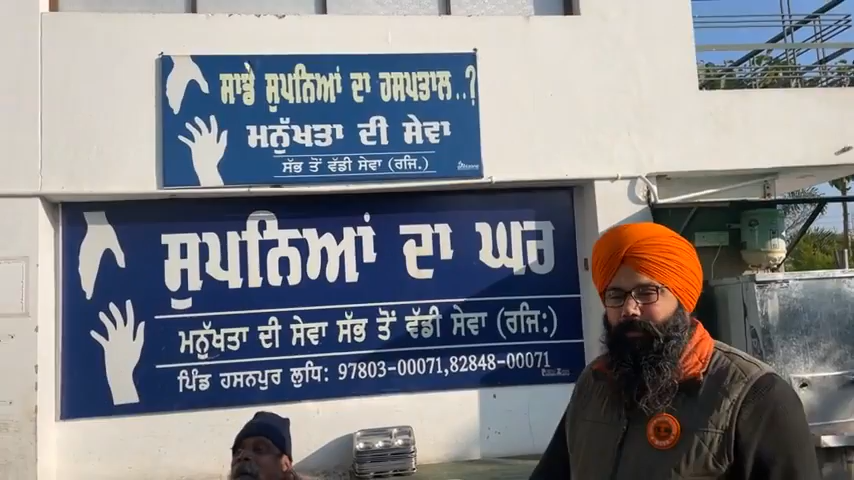 ਸਾਡੇ ਸੁਪਨਿਆਂ ਦਾ ਹਸਪਤਾਲ..?
ਮਨੁੱਖਤਾ ਦੀ ਸੇਵਾ
ਸੱਭ ਤੋਂ ਵੱਡੀ ਸੇਵਾ (ਰਜਿ.)
ਸੁਪਨਿਆਂ ਦਾ ਘਰ
ਮਨੁੱਖਤਾ ਦੀ ਸੇਵਾ ਸੱਭ ਤੋਂ ਵੱਡੀ ਸੇਵਾ (ਰਜਿ:)
ਪਿੰਡ ਹਸਨਪੁਰ ਲੁਧਿ: 97803-00071,82848-00071